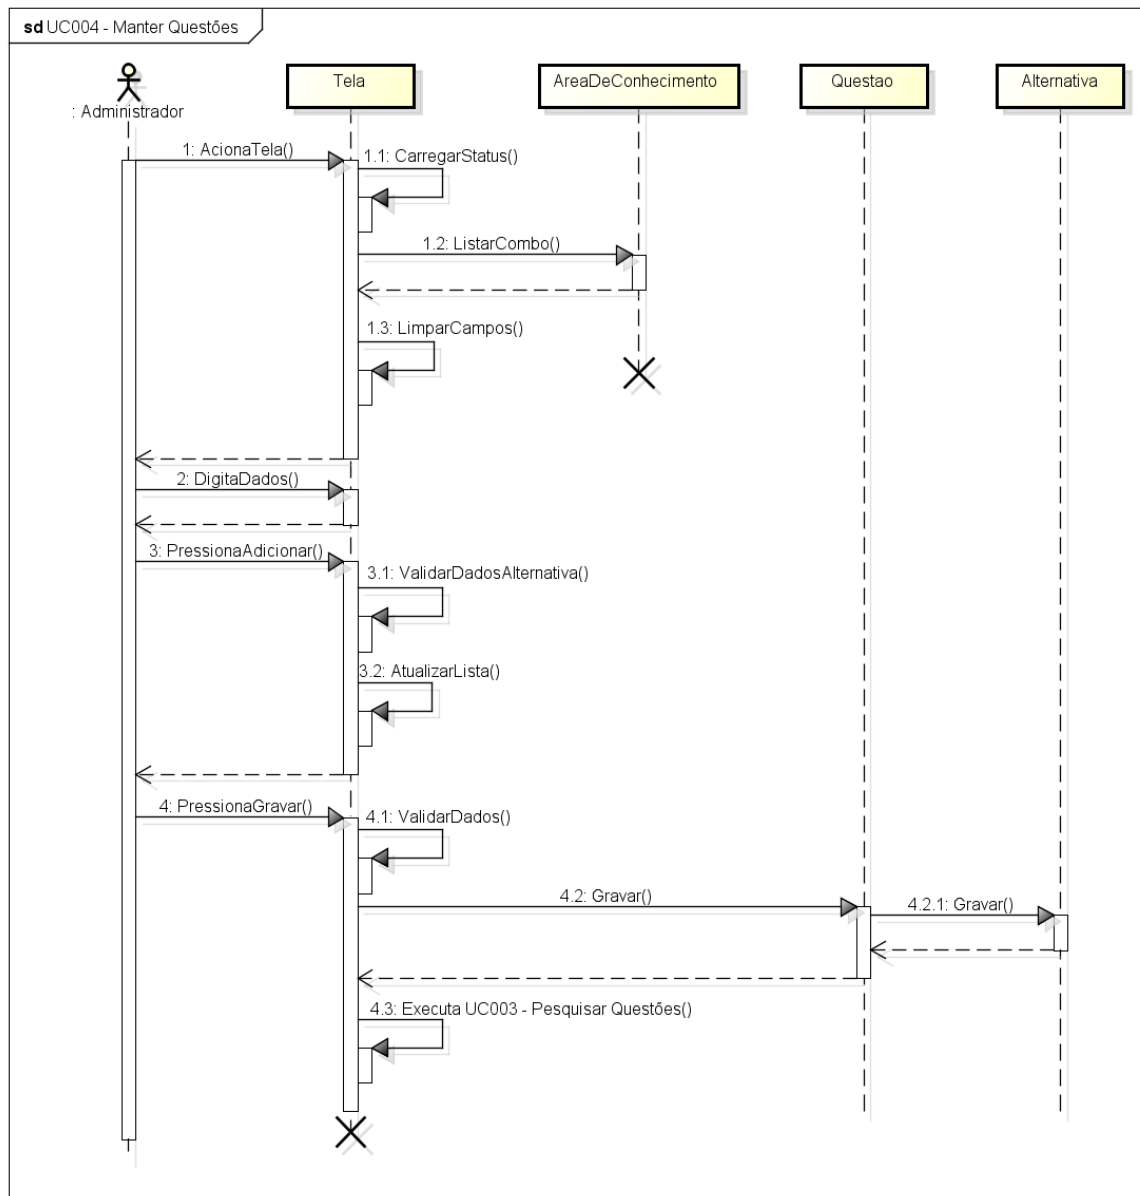 sd UC004 - Manter Questões
Tela
AreaDeConhecimento
Questao
Alternativa
: Administrador
1: AcionaTela()
1.1: CarregarStatus()
1.2: ListarCombo()
1.3: LimparCampos()
2: DigitaDados()
3: PressionaAdicionar()
3.1: ValidarDadosAlternativa()
3.2: AtualizarLista()
4: PressionaGravar()
4.1: ValidarDados()
4.2: Gravar()
4.2.1: Gravar()
4.3: Executa UC003 - Pesquisar Questões()